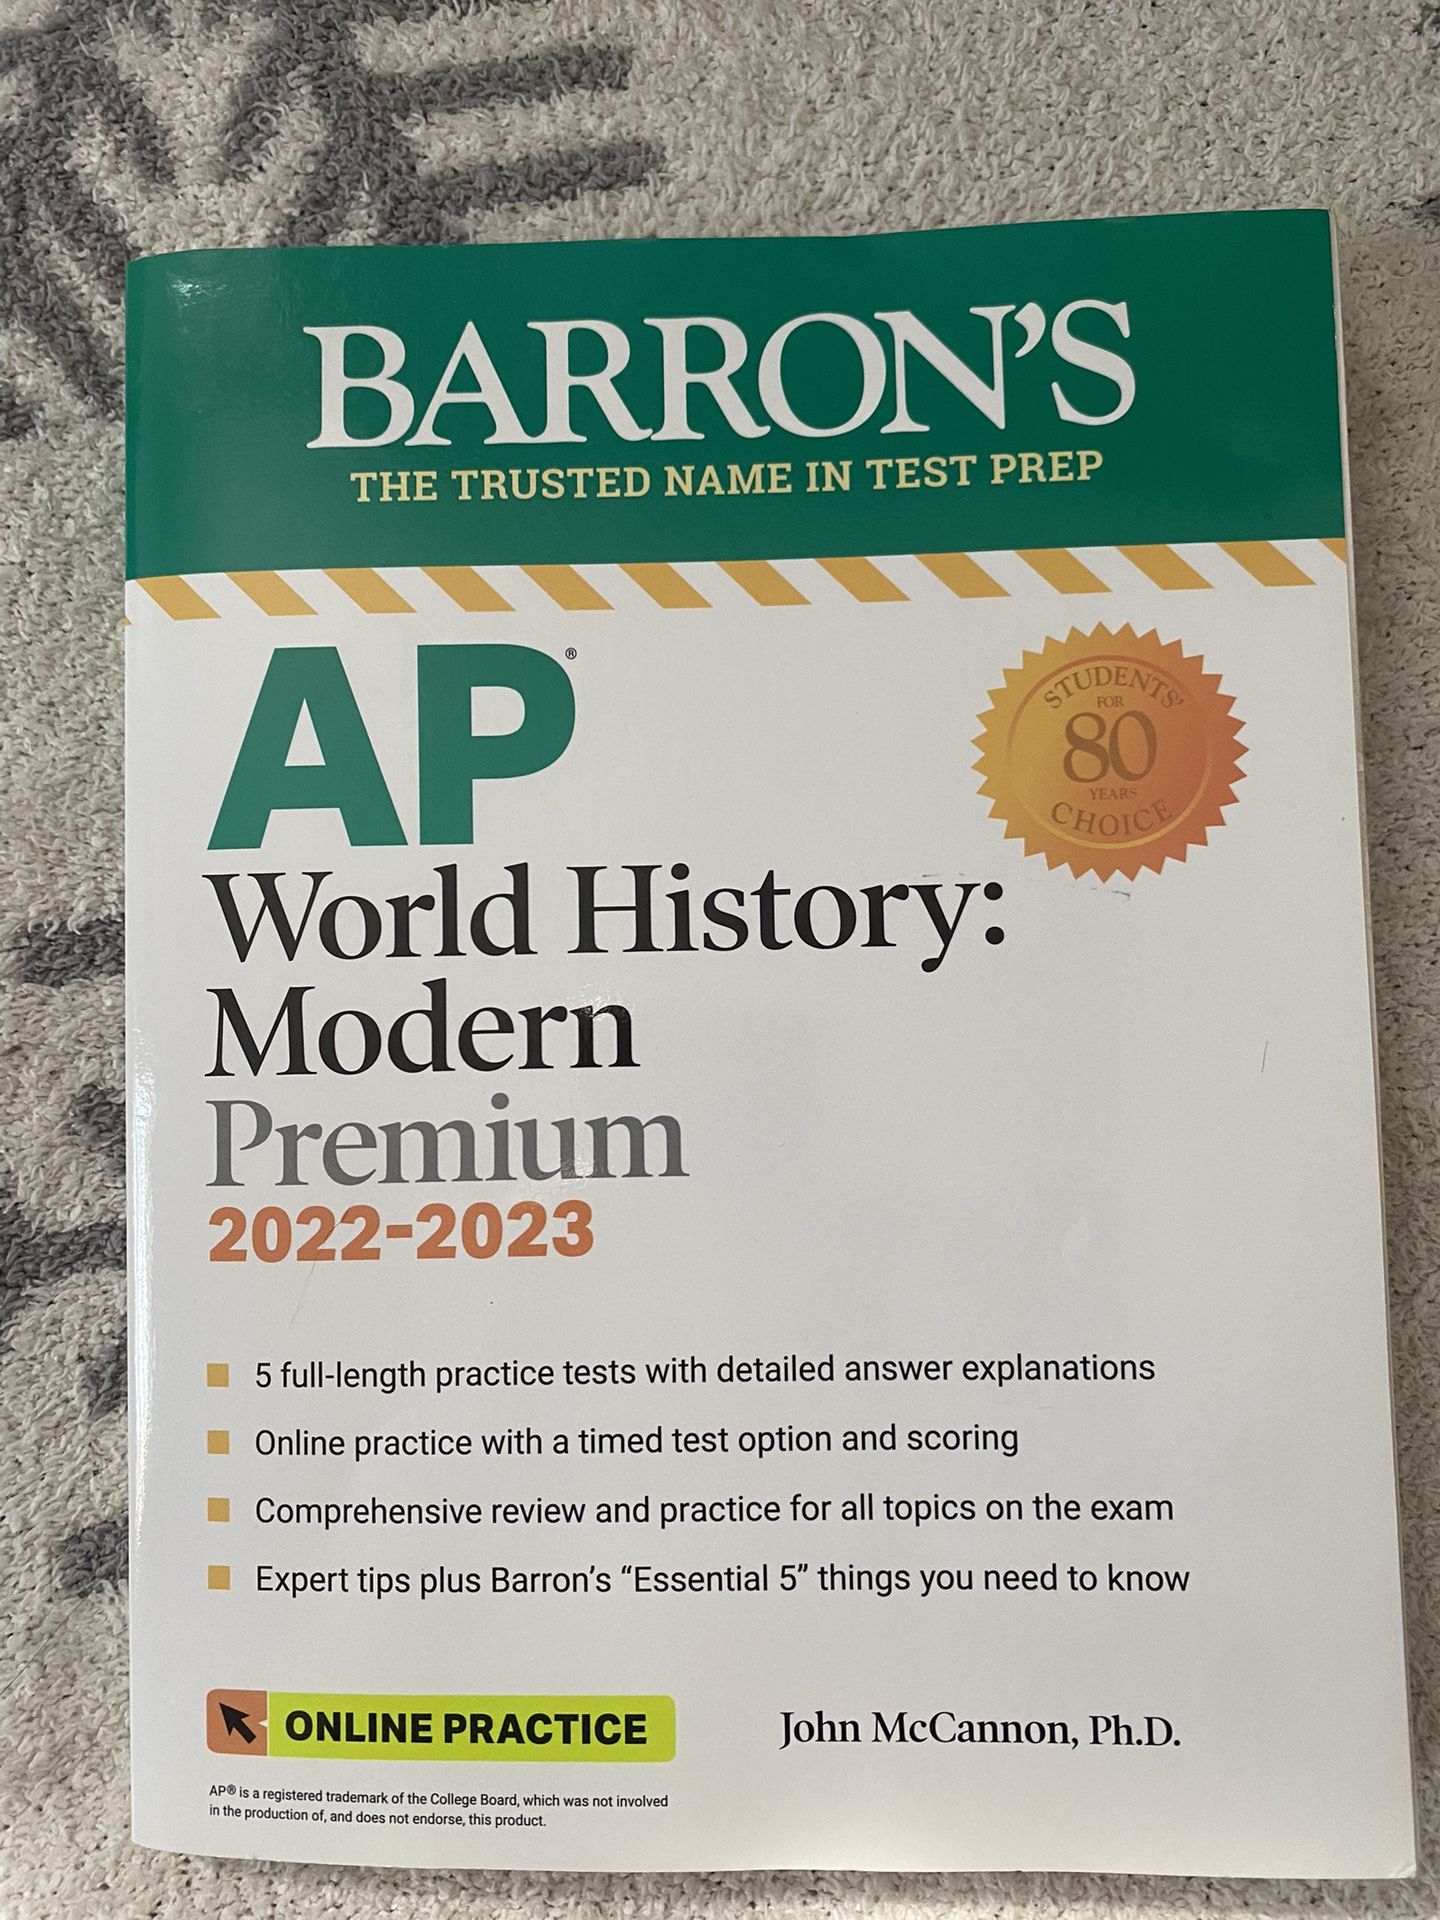 BARRON'S
THE TRUSTED NAME IN TEST PREP
AP®
STUDENTS'
FOR
80
YEARS
CHOICE
World History:
Modern
Premium
2022-2023
5 full-length practice tests with detailed answer explanations
Online practice with a timed test option and scoring
Comprehensive review and practice for all topics on the exam
Expert tips plus Barron's “Essential 5” things you need to know
ONLINE PRACTICE
John McCannon, Ph.D.
AP® is a registered trademark of the College Board, which was not involved
in the production of, and does not endorse, this product.